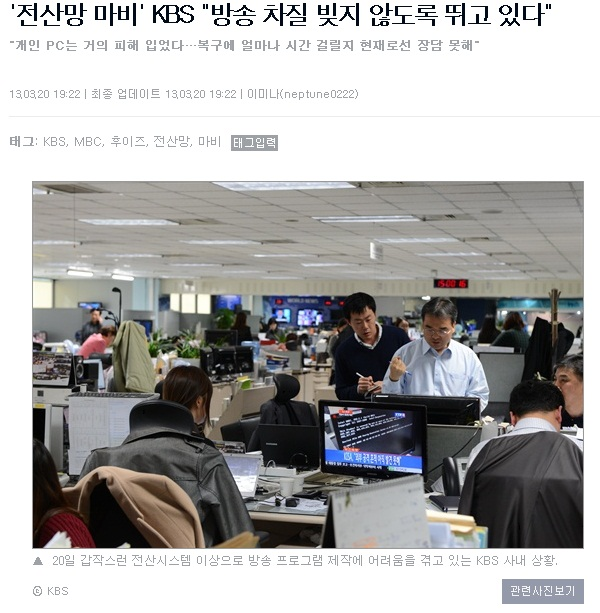 '전산망 마비' KBS "방송 차질 빚지 않도록 뛰고 있다"
"개인 PC는 거의 피해 입었다…복구에 얼마나 시간 걸릴지 현재로선 장담 못해"
13.03.20 19:22 | 최종 업데이트 13.03.20 19:22 | 이미나(neptune0222)
태그: KBS, MBC, 후이즈, 전산망, 마비 태그입력
WORLD NEWS
KISA,
▲ 20일 갑작스런 전산시스템 이상으로 방송 프로그램 제작에 어려움을 겪고 있는 KBS 사내 상황.
ⓒ KBS
관련사진보기